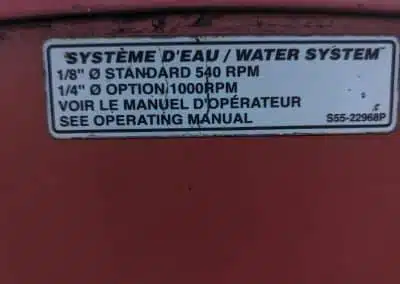 SYSTÈME D'EAU / WATER SYSTEM
1/8" Ø STANDARD 540 RPM
1/4" Ø OPTION 1000RPM
VOIR LE MANUEL D'OPÉRATEUR
SEE OPERATING MANUAL S55-22968P